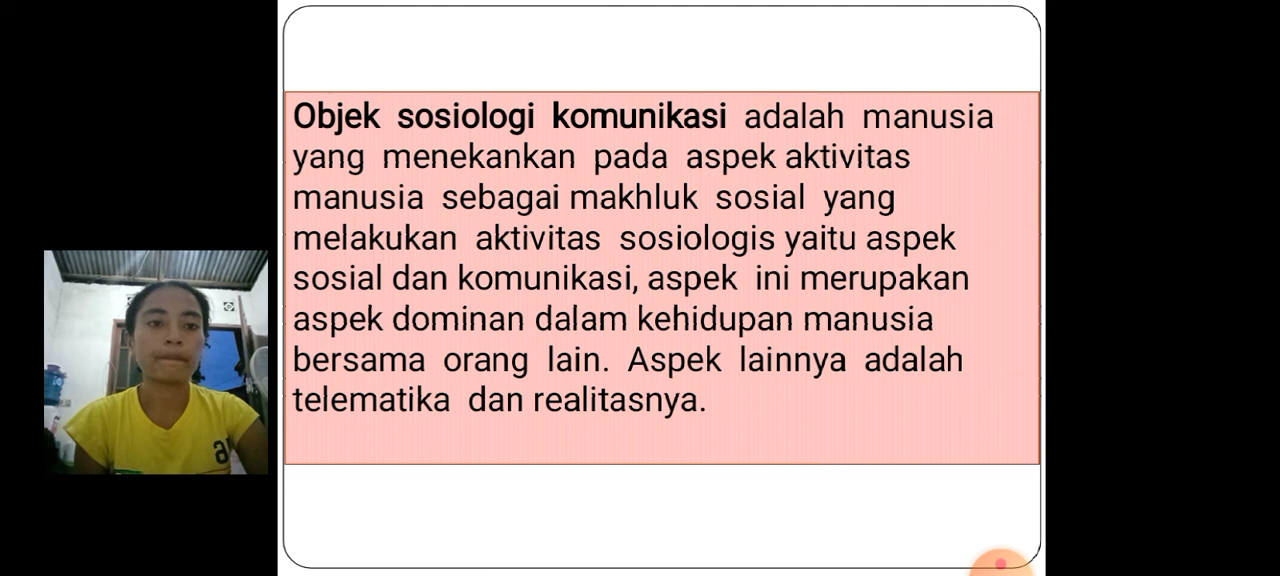 Objek sosiologi komunikasi adalah manusia
yang menekankan pada aspek aktivitas
manusia sebagai makhluk sosial yang
melakukan aktivitas sosiologis yaitu aspek
sosial dan komunikasi, aspek ini merupakan
aspek dominan dalam kehidupan manusia
bersama orang lain. Aspek lainnya adalah
telematika dan realitasnya.